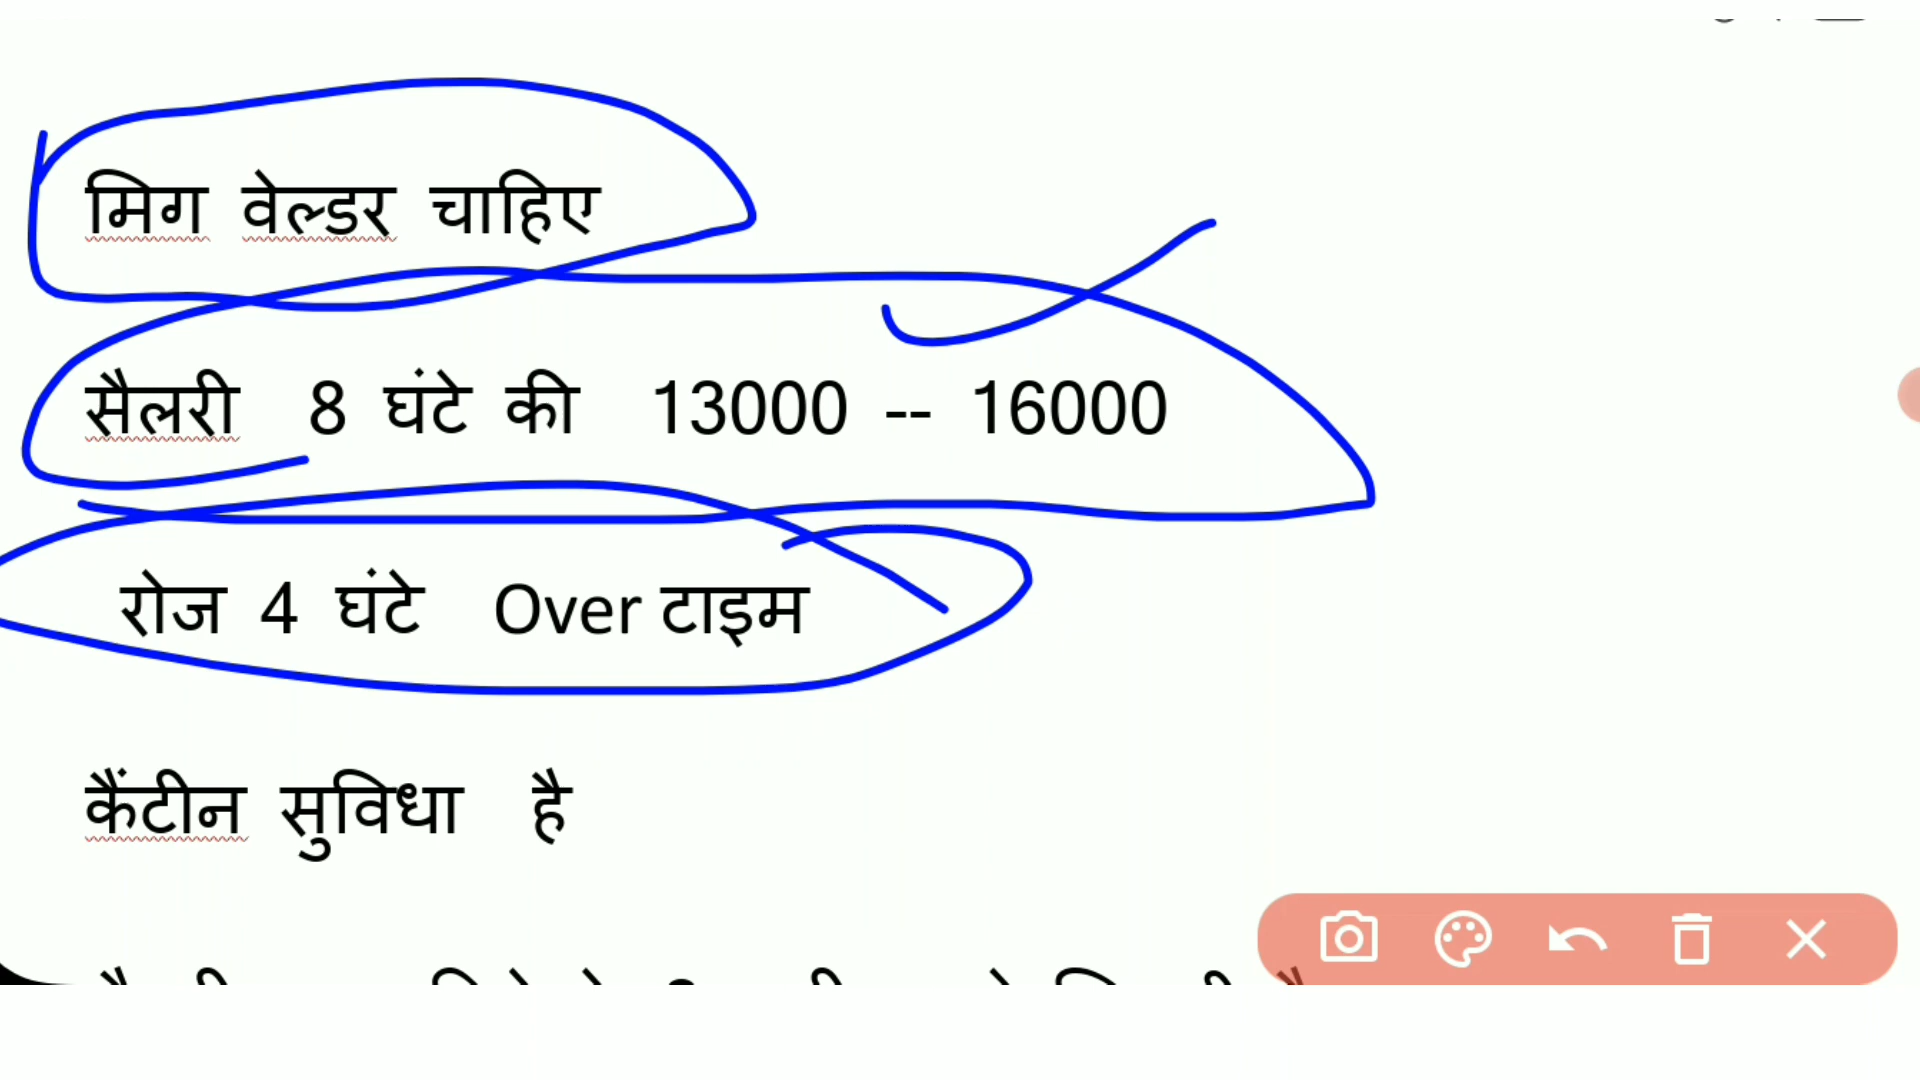 मिग वेल्डर चाहिए
सैलरी 8 घंटे की 13000 -- 16000
रोज 4 घंटे Over टाइम
कैंटीन सुविधा है